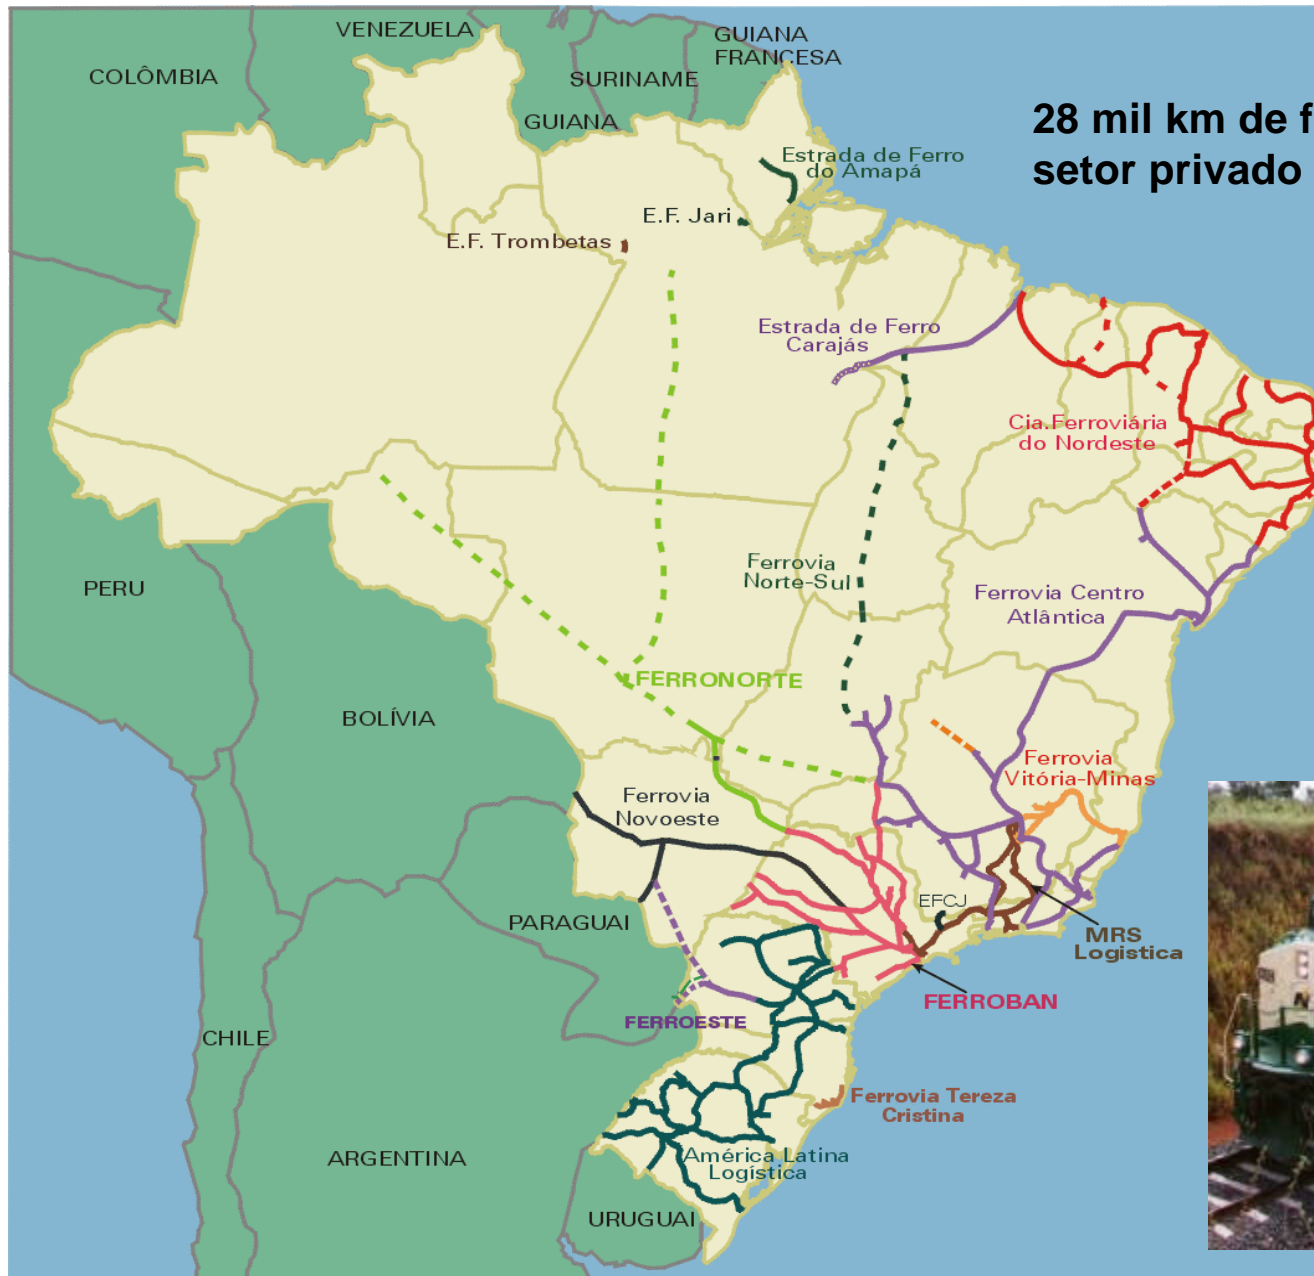 VENEZUELA
GUIANA
FRANCESA
COLÔMBIA
SURINAME
GUIANA
28 mil km de f
setor privado
Estrada de Ferro
do Amapá
E.F. Jari
E.F. Trombetas
Estrada de Ferro
Carajás
Cia.Ferroviária
do Nordeste
Ferrovia
Norte-Sul
PERU
Ferrovia Centro
Atlântica
FERRONORTE
BOLÍVIA
Ferrovia
Vitória-Minas
Ferrovia
Novoeste
EFCJ
PARAGUAI
MRS
Logistica
FERROBAN
FERROESTE
CHILE
Ferrovia Tereza
Cristina
ARGENTINA
América Latina
Logística
URUGUAI